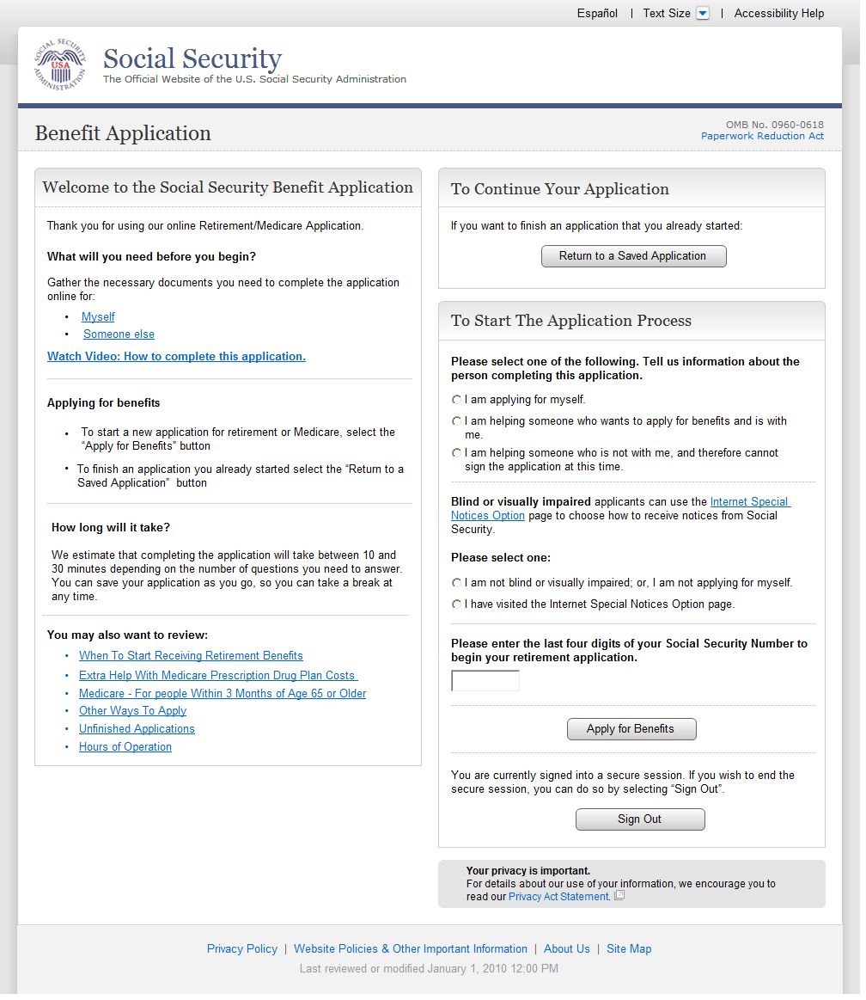 Español | Text Size | Accessibility Help
SOCIAL SECURITY ADMINISTRATION
USA
Social Security
The Official Website of the U.S. Social Security Administration
Benefit Application
OMB No. 0960-0618
Paperwork Reduction Act
Welcome to the Social Security Benefit Application
Thank you for using our online Retirement/Medicare Application.
What will you need before you begin?
Gather the necessary documents you need to complete the application
online for:
• Myself
• Someone else
Watch Video: How to complete this application.
Applying for benefits
• To start a new application for retirement or Medicare, select the
“Apply for Benefits” button
• To finish an application you already started select the “Return to a
Saved Application” button
How long will it take?
We estimate that completing the application will take between 10 and
30 minutes depending on the number of questions you need to answer.
You can save your application as you go, so you can take a break at
any time.
You may also want to review:
• When To Start Receiving Retirement Benefits
• Extra Help With Medicare Prescription Drug Plan Costs
• Medicare - For people Within 3 Months of Age 65 or Older
• Other Ways To Apply
• Unfinished Applications
• Hours of Operation
To Continue Your Application
If you want to finish an application that you already started:
Return to a Saved Application
To Start The Application Process
Please select one of the following. Tell us information about the
person completing this application.
I am applying for myself.
I am helping someone who wants to apply for benefits and is with
me.
I am helping someone who is not with me, and therefore cannot
sign the application at this time.
Blind or visually impaired applicants can use the Internet Special
Notices Option page to choose how to receive notices from Social
Security.
Please select one:
I am not blind or visually impaired; or, I am not applying for myself.
I have visited the Internet Special Notices Option page.
Please enter the last four digits of your Social Security Number to
begin your retirement application.
Apply for Benefits
You are currently signed into a secure session. If you wish to end the
secure session, you can do so by selecting “Sign Out”.
Sign Out
Your privacy is important.
For details about our use of your information, we encourage you to
read our Privacy Act Statement.
Privacy Policy | Website Policies & Other Important Information | About Us | Site Map
Last reviewed or modified January 1, 2010 12:00 PM